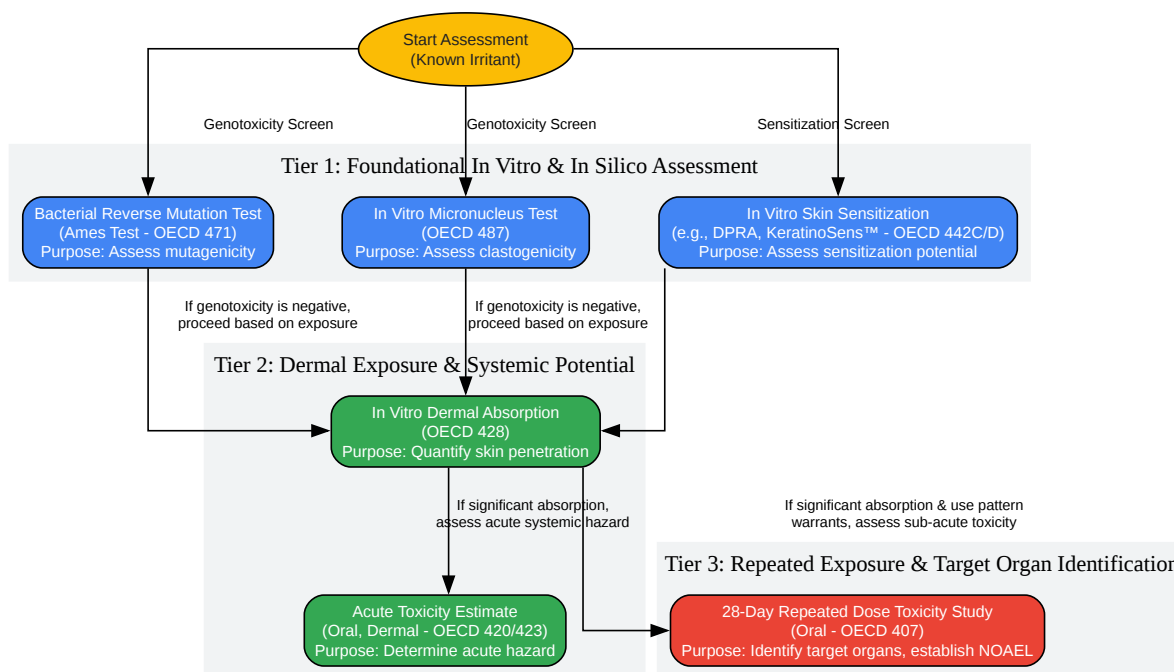 Start Assessment
(Known Irritant)
Genotoxicity Screen
Genotoxicity Screen
Sensitization Screen
Tier 1: Foundational In Vitro & In Silico Assessment
Bacterial Reverse Mutation Test
(Ames Test - OECD 471)
Purpose: Assess mutagenicity
In Vitro Micronucleus Test
(OECD 487)
Purpose: Assess clastogenicity
In Vitro Skin Sensitization
(e.g., DPRA, KeratinoSens™ - OECD 442C/D)
Purpose: Assess sensitization potential
If genotoxicity is negative,
proceed based on exposure
If genotoxicity is negative,
proceed based on exposure
Tier 2: Dermal Exposure & Systemic Potential
In Vitro Dermal Absorption
(OECD 428)
Purpose: Quantify skin penetration
If significant absorption,
assess acute systemic hazard
If significant absorption & use pattern
warrants, assess sub-acute toxicity
Tier 3: Repeated Exposure & Target Organ Identification
Acute Toxicity Estimate
(Oral, Dermal - OECD 420/423)
Purpose: Determine acute hazard
28-Day Repeated Dose Toxicity Study
(Oral - OECD 407)
Purpose: Identify target organs, establish NOAEL